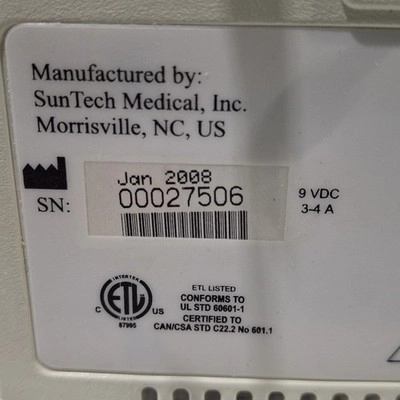 Manufactured by:
SunTech Medical, Inc.
Morrisville, NC, US
Jan 2008
SN: 00027506
9 VDC
3-4 A
INTERTEK
C ETL US
ETL LISTED
CONFORMS TO
UL STD 60601-1
CERTIFIED TO
CAN/CSA STD C22.2 No 601.1